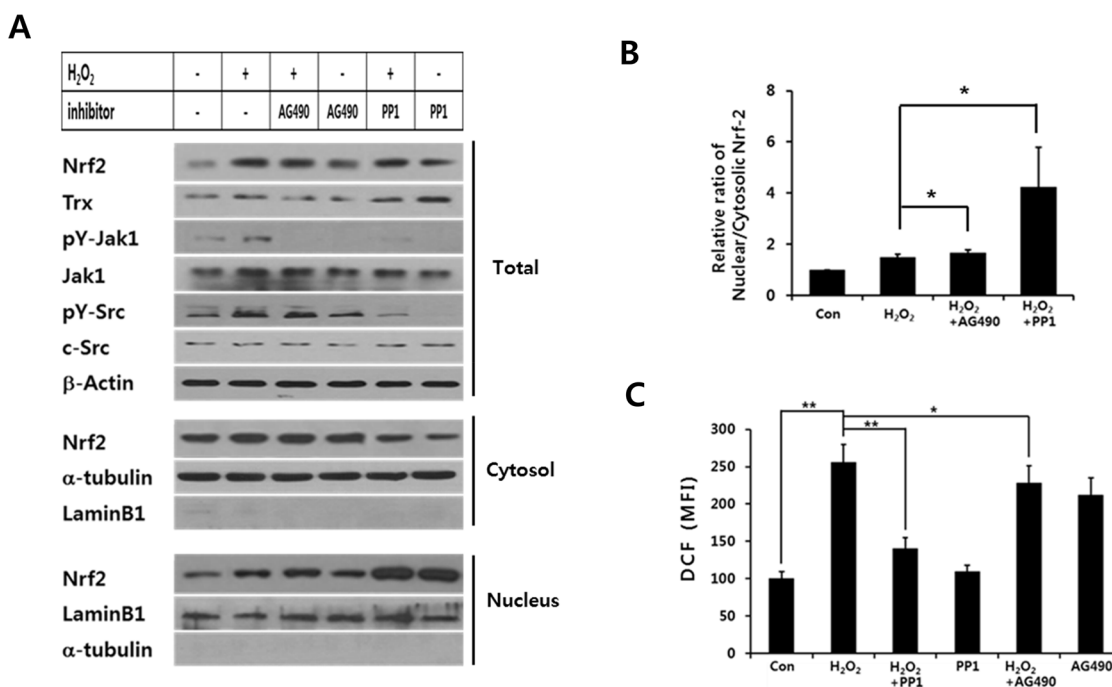 A
H₂O₂ - + + - + -
inhibitor - - AG490 AG490 PP1 PP1
Nrf2
Trx
pY-Jak1
Jak1
pY-Src
c-Src
β-Actin
Total
Nrf2
α-tubulin
LaminB1
Cytosol
Nrf2
LaminB1
α-tubulin
Nucleus
B
Relative ratio of
Nuclear/Cytosolic Nrf-2
8
6
4
2
0
*
*
Con
H₂O₂
H₂O₂
+AG490
H₂O₂
+PP1
C
DCF (MFI)
300
250
200
150
100
50
0
**
**
*
Con
H₂O₂
H₂O₂
+PP1
PP1
H₂O₂
+AG490
AG490